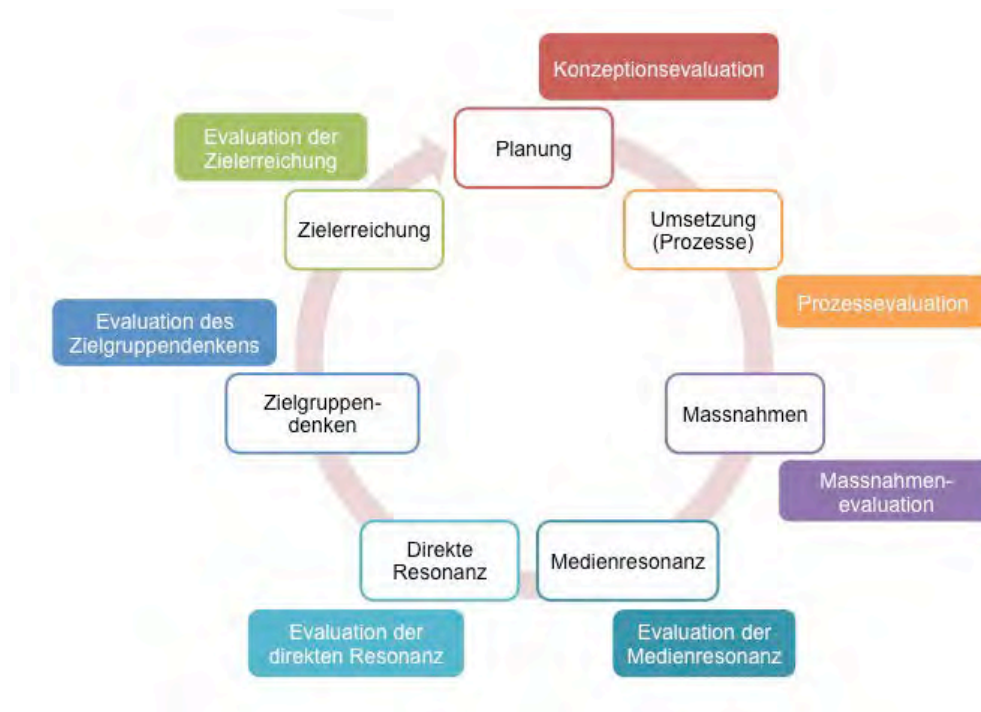 Konzeptionsevaluation
Planung
Umsetzung
(Prozesse)
Prozessevaluation
Massnahmen
Massnahmen-
evaluation
Medienresonanz
Evaluation der
Medienresonanz
Direkte
Resonanz
Evaluation der
direkten Resonanz
Zielgruppen-
denken
Evaluation des
Zielgruppendenkens
Zielerreichung
Evaluation der
Zielerreichung